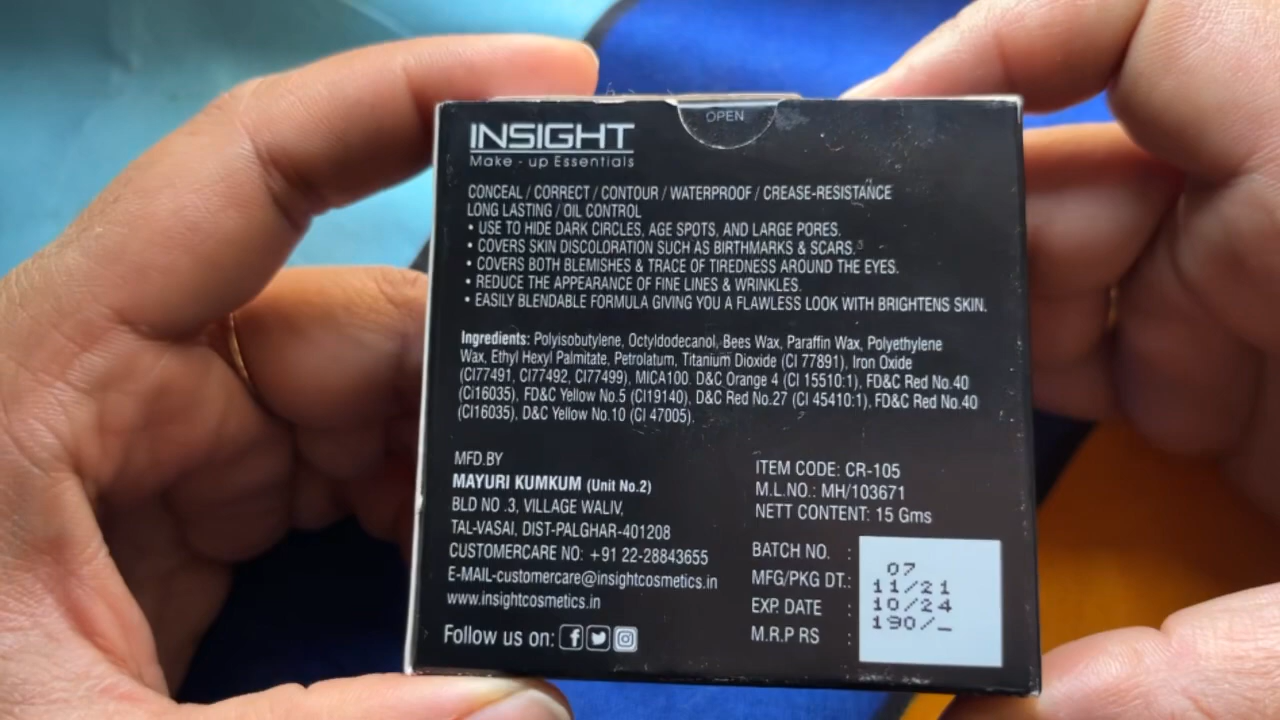 OPEN
INSIGHT
Make - up Essentials
CONCEAL / CORRECT / CONTOUR / WATERPROOF / CREASE-RESISTANCE
LONG LASTING / OIL CONTROL
• USE TO HIDE DARK CIRCLES, AGE SPOTS, AND LARGE PORES.
• COVERS SKIN DISCOLORATION SUCH AS BIRTHMARKS & SCARS.
• COVERS BOTH BLEMISHES & TRACE OF TIREDNESS AROUND THE EYES.
• REDUCE THE APPEARANCE OF FINE LINES & WRINKLES.
• EASILY BLENDABLE FORMULA GIVING YOU A FLAWLESS LOOK WITH BRIGHTENS SKIN.
Ingredients: Polyisobutylene, Octyldodecanol, Bees Wax, Paraffin Wax, Polyethylene
Wax, Ethyl Hexyl Palmitate, Petrolatum, Titanium Dioxide (CI 77891), Iron Oxide
(CI77491, CI77492, CI77499), MICA100. D&C Orange 4 (CI 15510:1), FD&C Red No.40
(Ci16035), FD&C Yellow No.5 (CI19140). D&C Red No.27 (CI 45410:1), FD&C Red No.40
(CI16035), D&C Yellow No.10 (CI 47005).
MFD.BY
MAYURI KUMKUM (Unit No.2)
BLD NO .3, VILLAGE WALIV,
TAL-VASAI, DIST-PALGHAR-401208
CUSTOMERCARE NO: +91 22-28843655
E-MAIL-customercare@insightcosmetics.in
www.insightcosmetics.in
Follow us on:
ITEM CODE: CR-105
M.L.NO.: MH/103671
NETT CONTENT: 15 Gms
BATCH NO. : 07
MFG/PKG DT.: 11/21
EXP. DATE : 10/24
M.R.P RS : 190/_